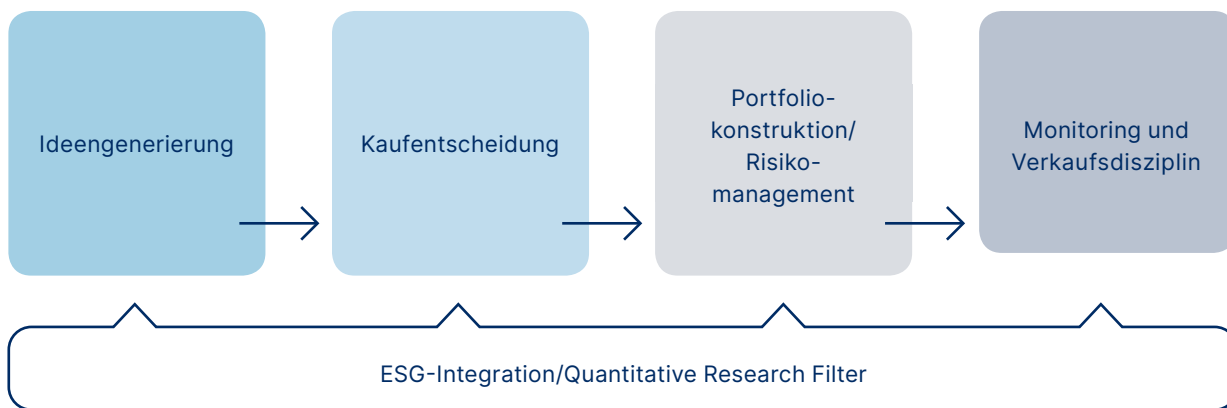 Ideengenerierung
Kaufentscheidung
Portfolio-
konstruktion/
Risiko-
management
Monitoring und
Verkaufsdisziplin
ESG-Integration/Quantitative Research Filter